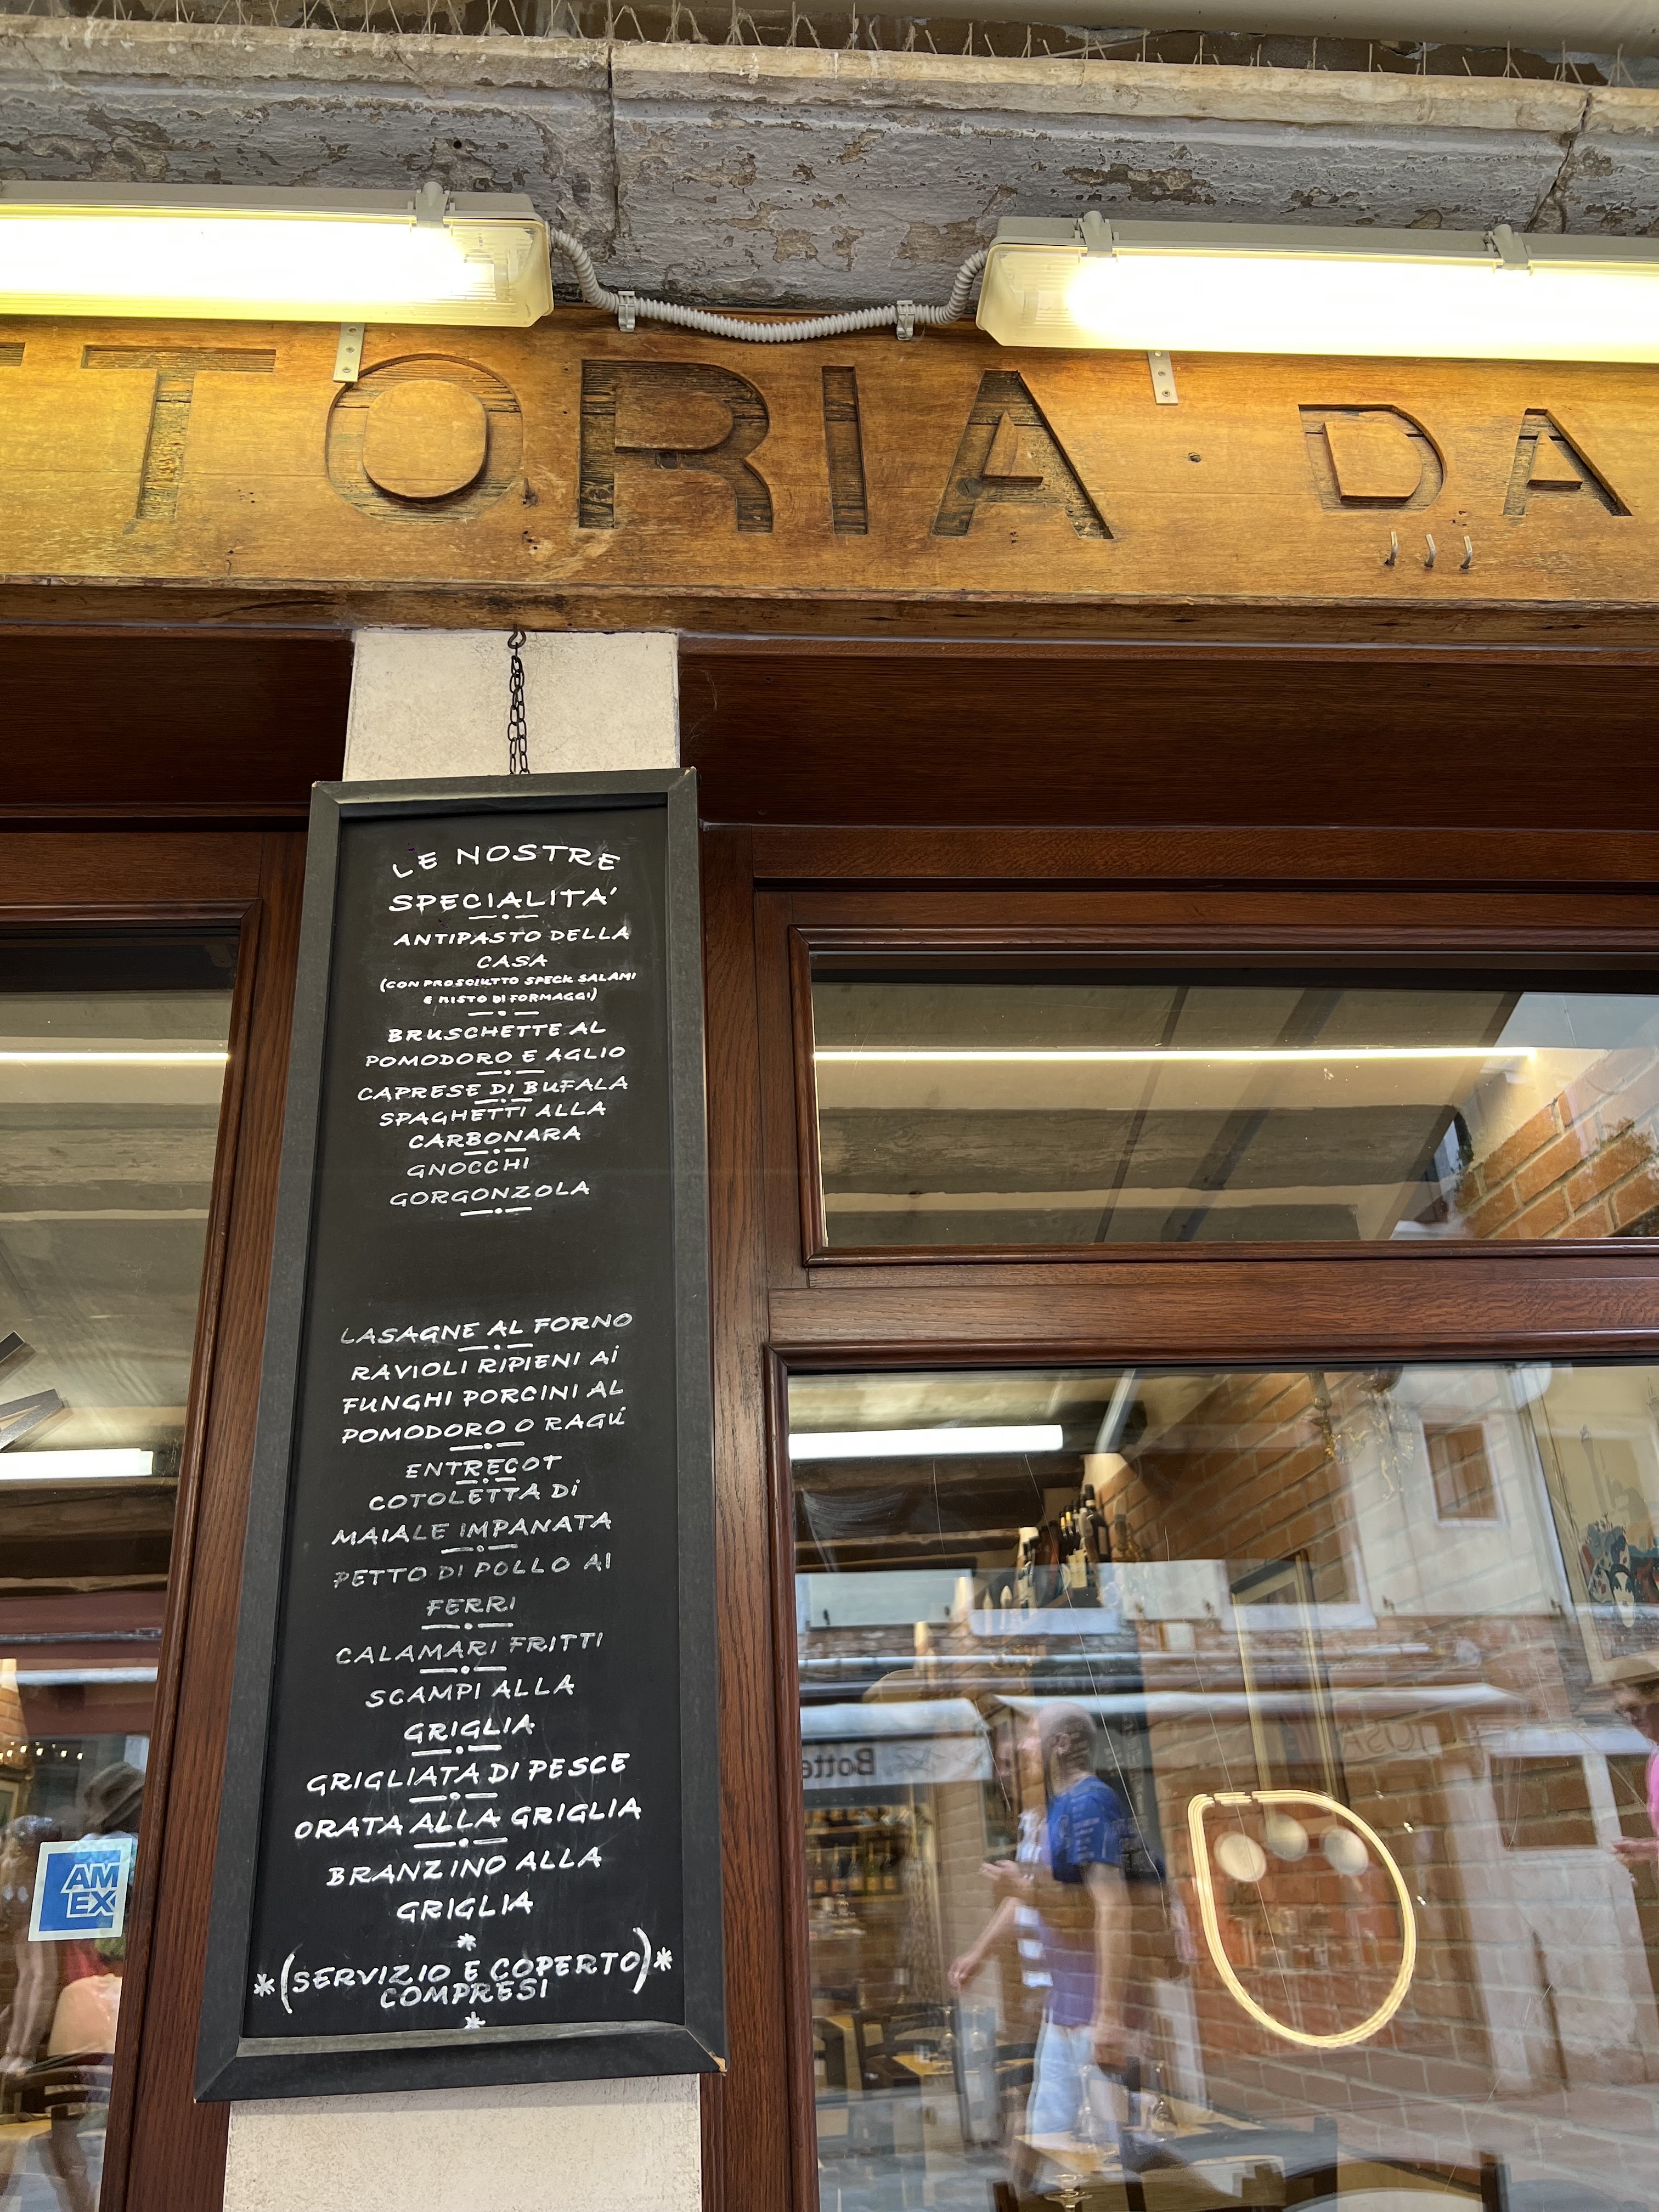 TTORIA DA
LE NOSTRE
SPECIALITA'
ANTIPASTO DELLA
CASA
(CON PROSCIUTTO SPECK SALAMI
E MISTO DI FORMAGGI)
BRUSCHETTE AL
POMODORO E AGLIO
CAPRESE DI BUFALA
SPAGHETTI ALLA
CARBONARA
GNOCCHI
GORGONZOLA
LASAGNE AL FORNO
RAVIOLI RIPIENI AI
FUNGHI PORCINI AL
POMODORO O RAGÚ
ENTRECOT
COTOLETTA DI
MAIALE IMPANATA
PETTO DI POLLO AI
FERRI
CALAMARI FRITTI
SCAMPI ALLA
GRIGLIA
GRIGLIATA DI PESCE
ORATA ALLA GRIGLIA
BRANZINO ALLA
GRIGLIA
*
*(SERVIZIO E COPERTO)*
COMPRESI
*
AM
EX
Botte